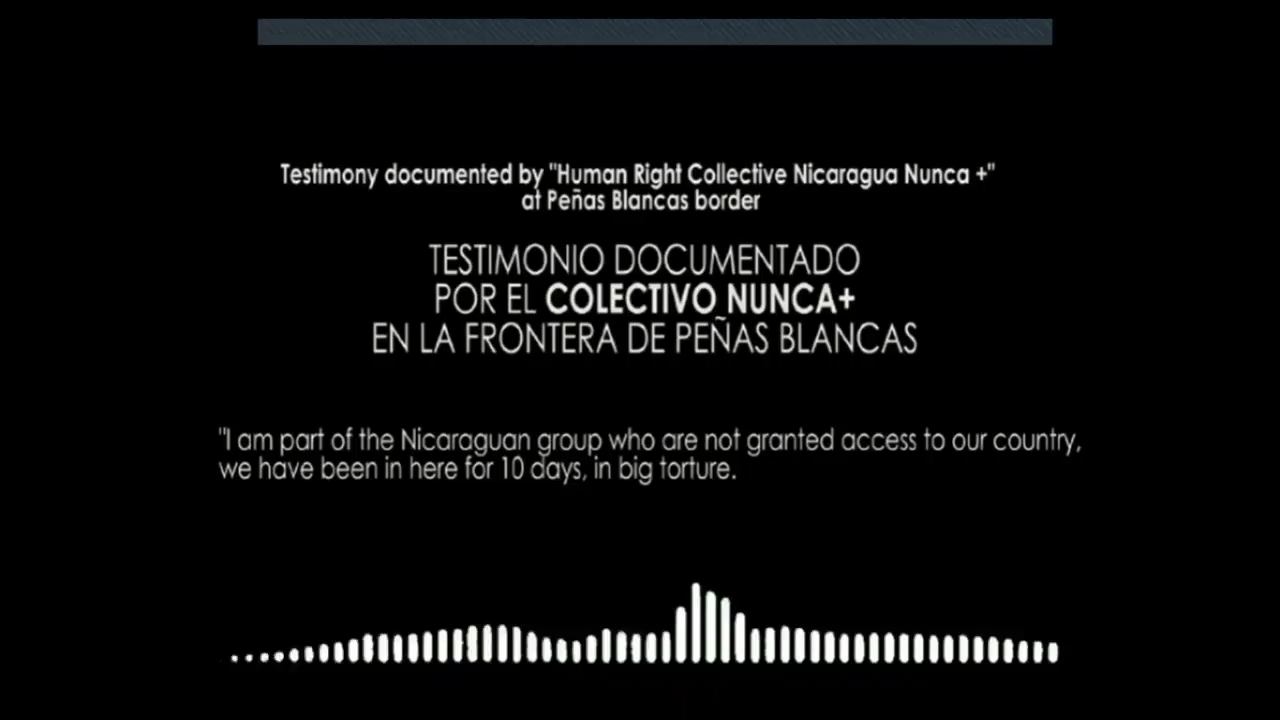 Testimony documented by "Human Right Collective Nicaragua Nunca +"
at Peñas Blancas border
TESTIMONIO DOCUMENTADO
POR EL COLECTIVO NUNCA+
EN LA FRONTERA DE PEÑAS BLANCAS
"I am part of the Nicaraguan group who are not granted access to our country,
we have been in here for 10 days, in big torture.